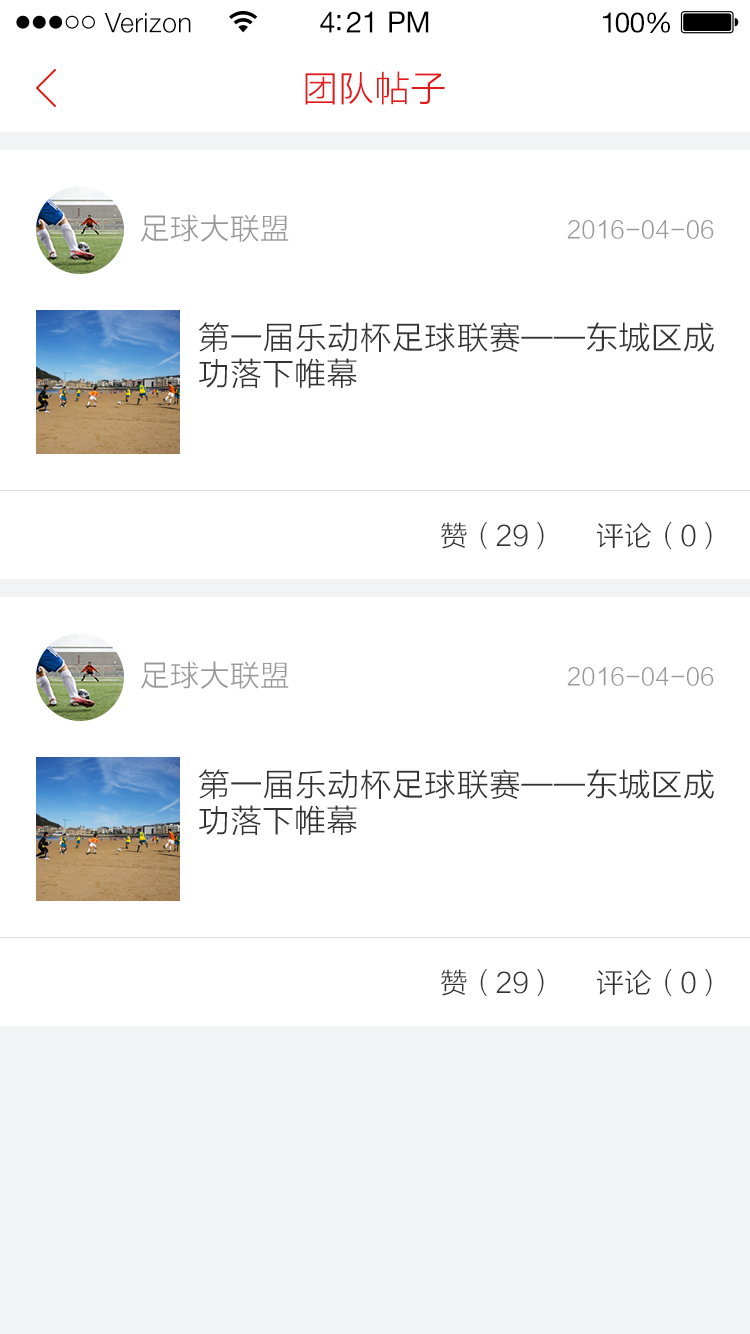 Verizon 4:21 PM 100%
团队帖子
足球大联盟 2016-04-06
第一届乐动杯足球联赛——东城区成
功落下帷幕
赞（29） 评论（0）
足球大联盟 2016-04-06
第一届乐动杯足球联赛——东城区成
功落下帷幕
赞（29） 评论（0）